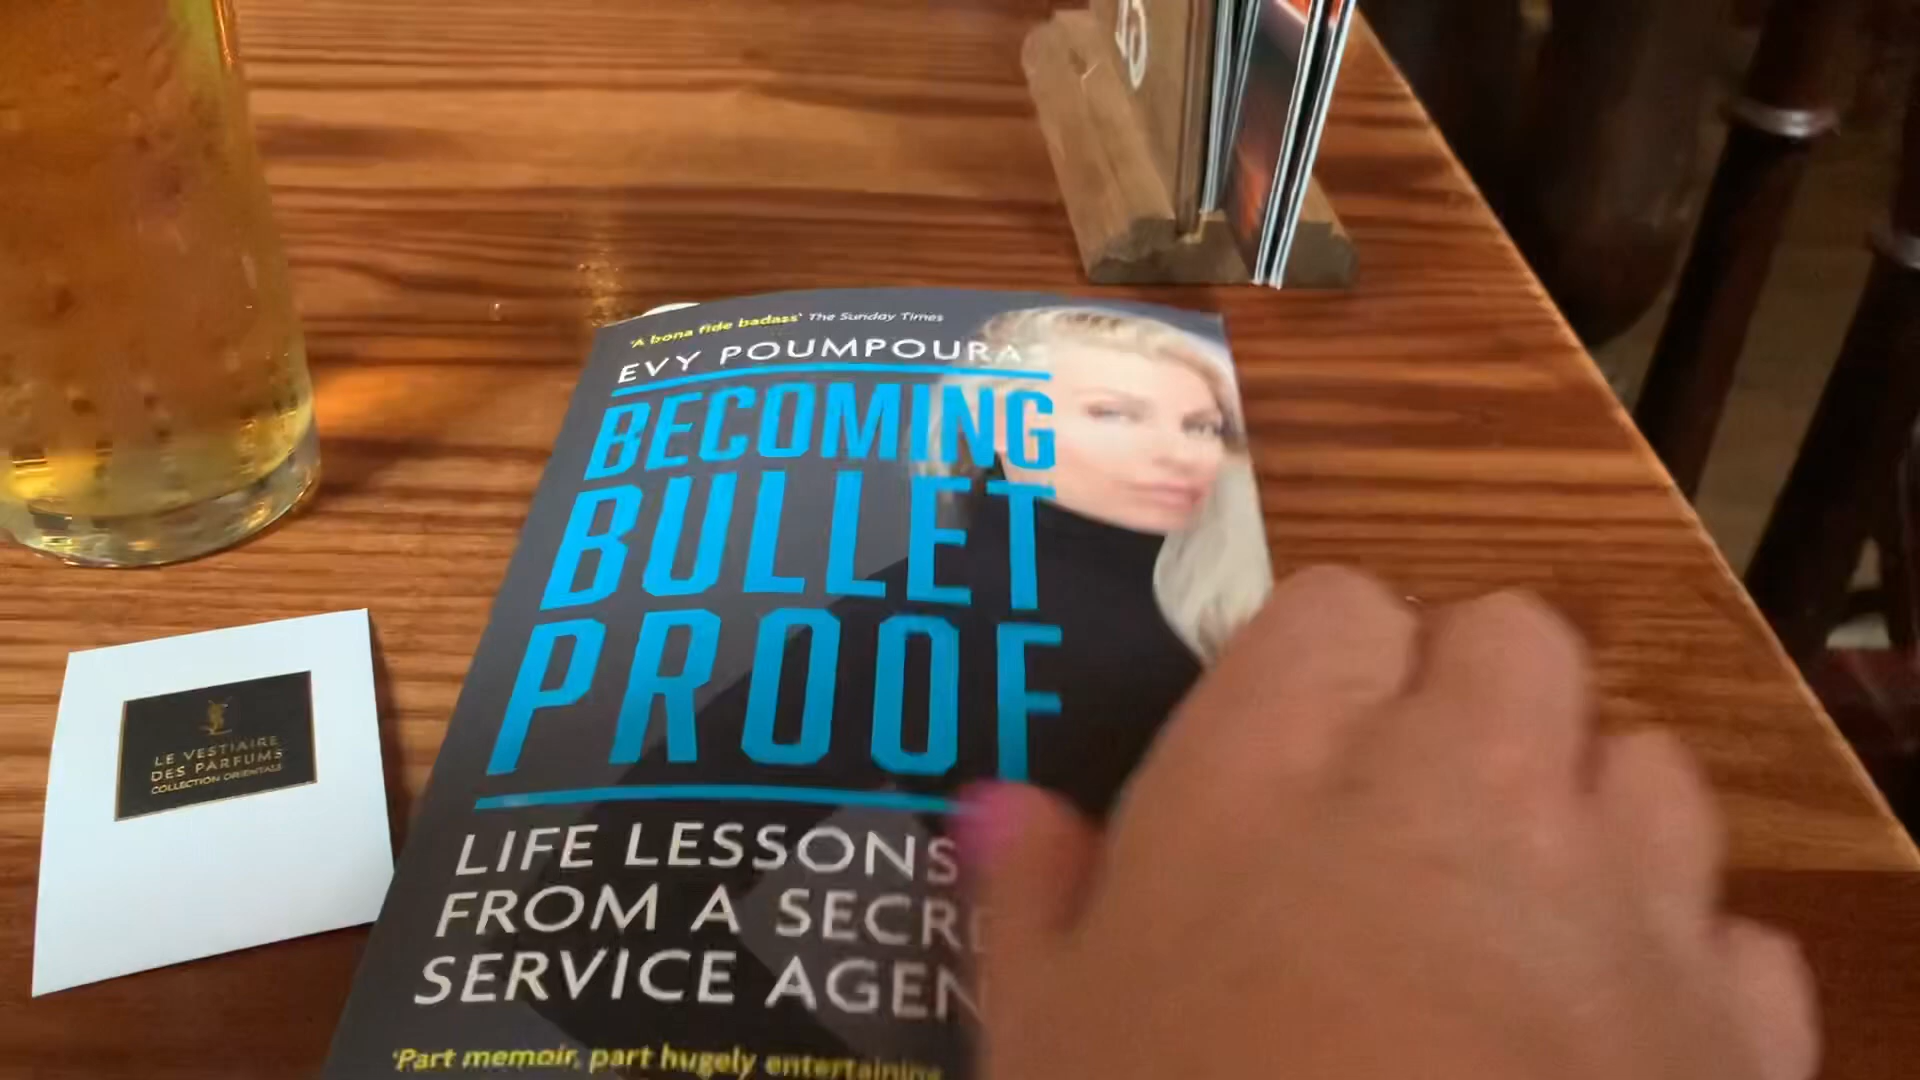 'A bona fide badass' The Sunday Times
EVY POUMPOURAS
BECOMING
BULLET
PROOF
LIFE LESSONS
FROM A SECRE
SERVICE AGEN
'Part memoir, part hugely entertaining
LE VESTIAIRE
DES PARFUMS
COLLECTION ORIENTALE